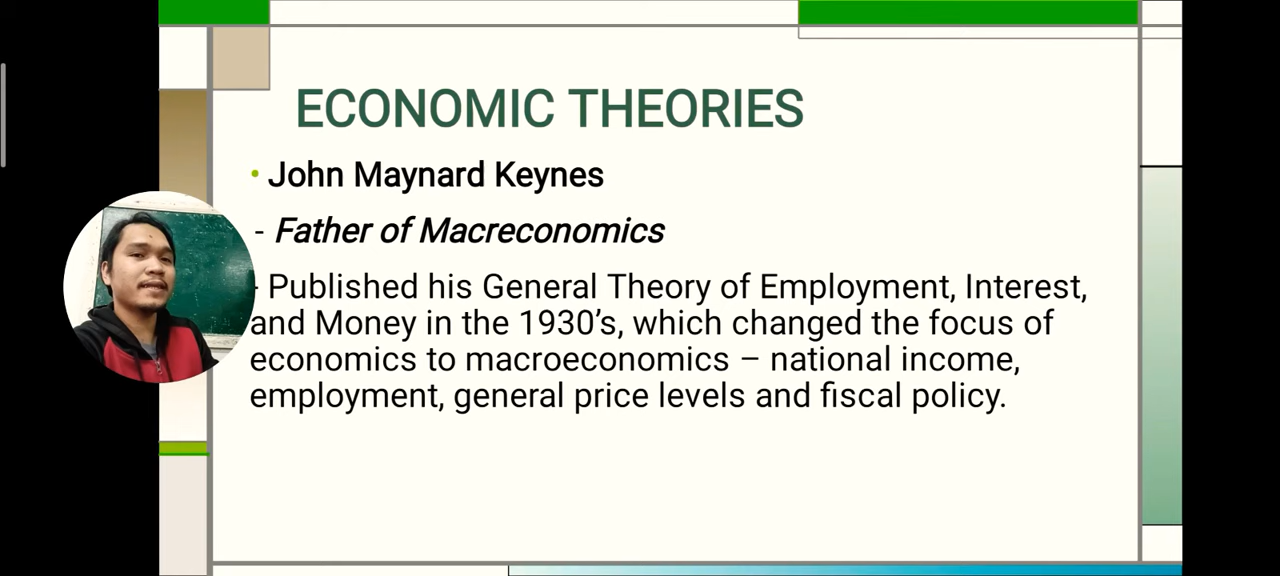 ECONOMIC THEORIES
• John Maynard Keynes
- Father of Macreconomics
- Published his General Theory of Employment, Interest,
and Money in the 1930’s, which changed the focus of
economics to macroeconomics – national income,
employment, general price levels and fiscal policy.